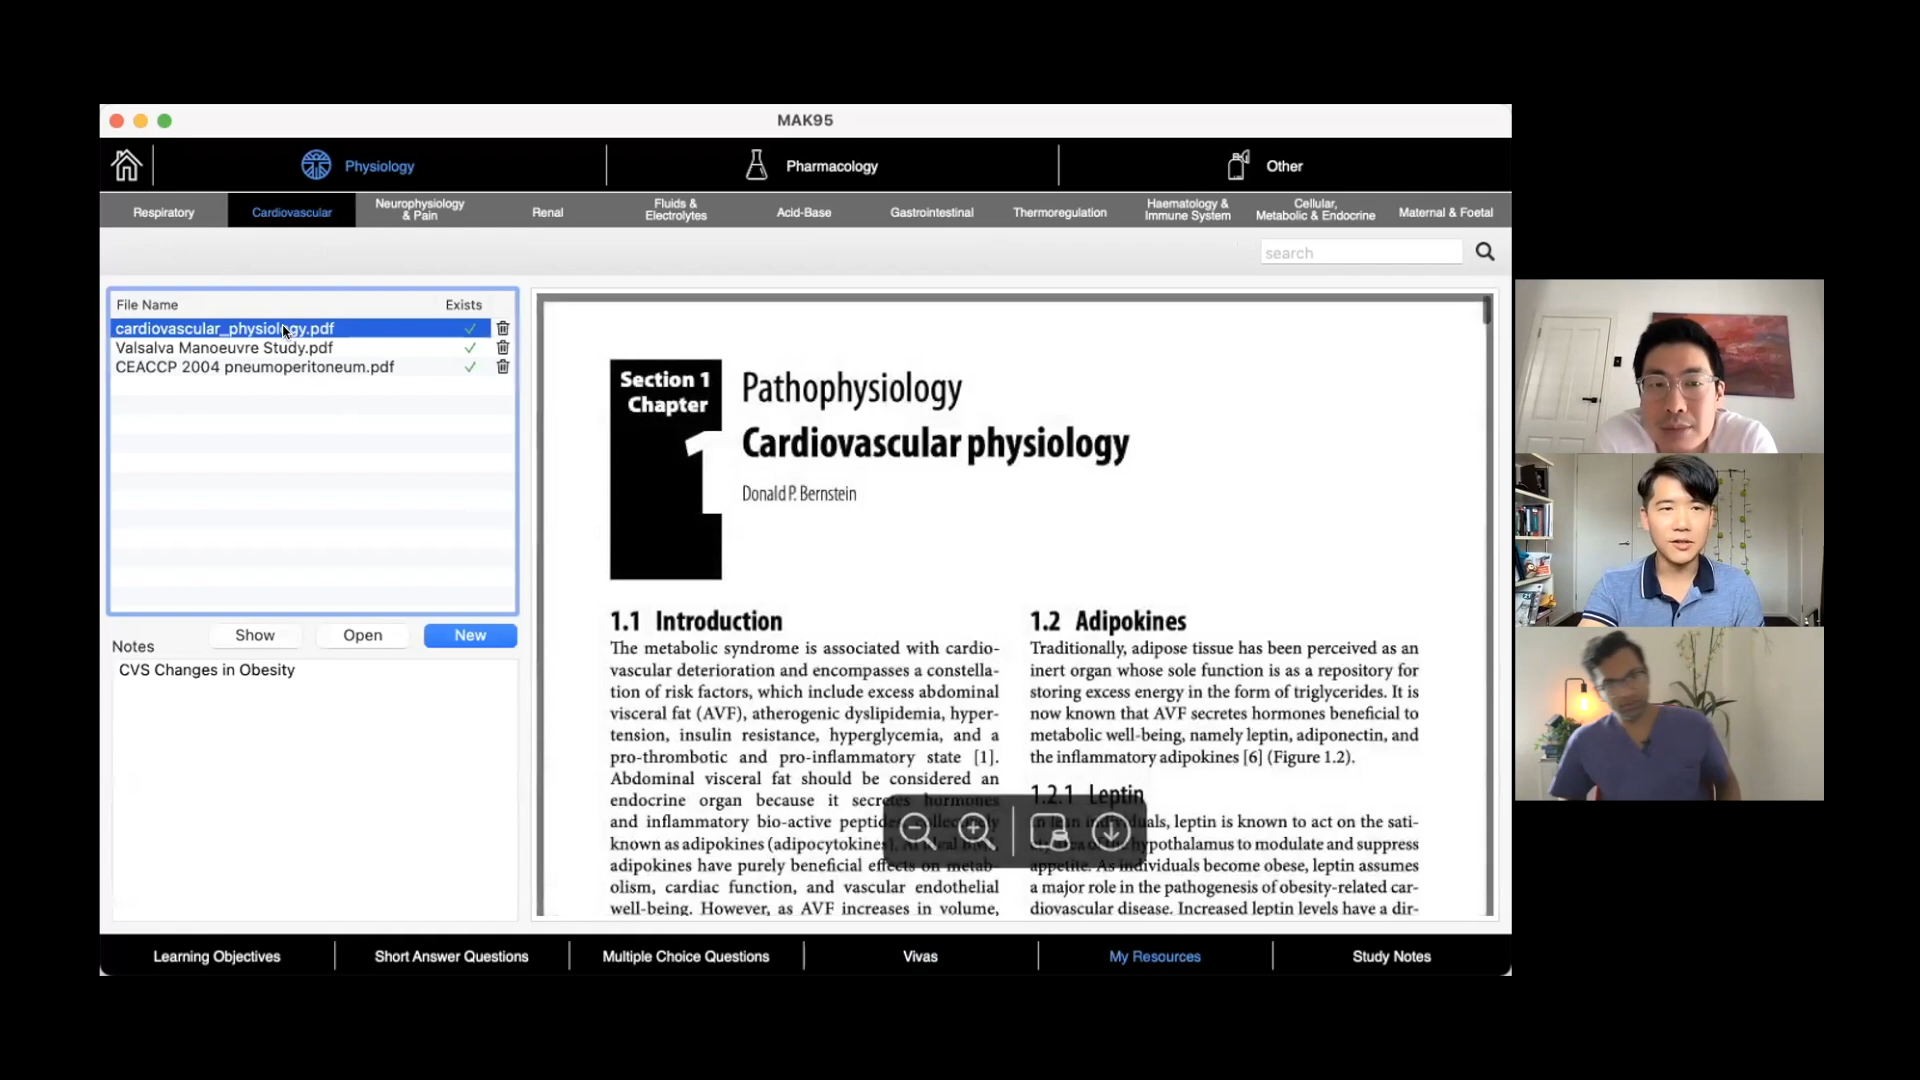 MAK95
Physiology
Pharmacology
Other
Respiratory
Cardiovascular
Neurophysiology
& Pain
Renal
Fluids &
Electrolytes
Acid-Base
Gastrointestinal
Thermoregulation
Haematology &
Immune System
Cellular,
Metabolic & Endocrine
Maternal & Foetal
search
File Name Exists
cardiovascular_physiology.pdf
Valsalva Manoeuvre Study.pdf
CEACCP 2004 pneumoperitoneum.pdf
Notes
Show
Open
New
CVS Changes in Obesity
Section 1
Chapter
1
Pathophysiology
Cardiovascular physiology
Donald P. Bernstein
1.1 Introduction
The metabolic syndrome is associated with cardio-
vascular deterioration and encompasses a constella-
tion of risk factors, which include excess abdominal
visceral fat (AVF), atherogenic dyslipidemia, hyper-
tension, insulin resistance, hyperglycemia, and a
pro-thrombotic and pro-inflammatory state [1].
Abdominal visceral fat should be considered an
endocrine organ because it secretes hormones
and inflammatory bio-active peptides, collectively
known as adipokines (adipocytokines).
adipokines have purely beneficial effects on metab-
olism, cardiac function, and vascular endothelial
well-being. However, as AVF increases in volume,
1.2 Adipokines
Traditionally, adipose tissue has been perceived as an
inert organ whose sole function is as a repository for
storing excess energy in the form of triglycerides. It is
now known that AVF secretes hormones beneficial to
metabolic well-being, namely leptin, adiponectin, and
the inflammatory adipokines [6] (Figure 1.2).
1.2.1 Leptin
In lean individuals, leptin is known to act on the sati-
hypothalamus to modulate and suppress
appetite. As individuals become obese, leptin assumes
a major role in the pathogenesis of obesity-related car-
diovascular disease. Increased leptin levels have a dir-
Learning Objectives
Short Answer Questions
Multiple Choice Questions
Vivas
My Resources
Study Notes